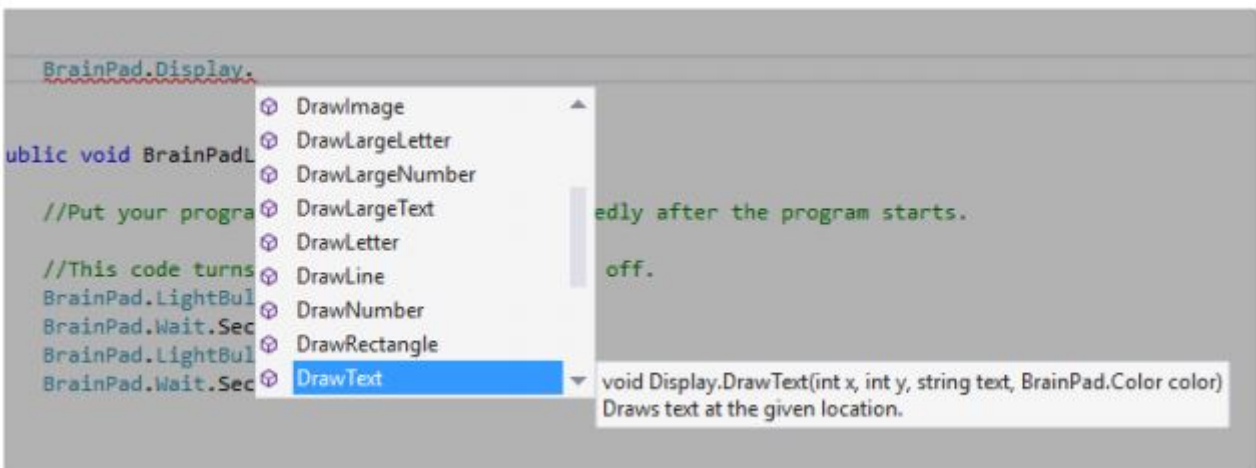 BrainPad.Display.
DrawImage
DrawLargeLetter
ublic void BrainPadL
DrawLargeNumber
//Put your progra
DrawLargeText
edly after the program starts.
DrawLetter
//This code turns
DrawLine
off.
BrainPad.LightBul
DrawNumber
BrainPad.Wait.Sec
DrawRectangle
BrainPad.LightBul
DrawText
BrainPad.Wait.Sec
void Display.DrawText(int x, int y, string text, BrainPad.Color color)
Draws text at the given location.